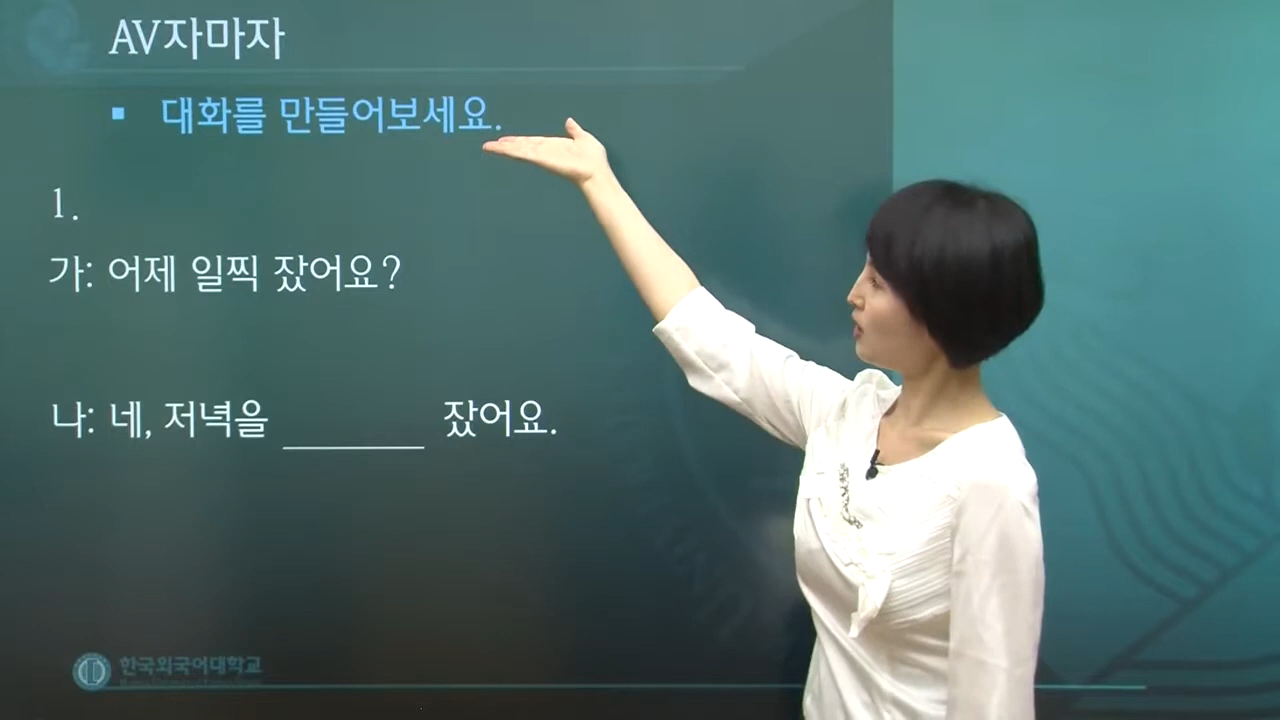 AV자마자
▪ 대화를 만들어보세요.
1.
가: 어제 일찍 잤어요?
나: 네, 저녁을 ________ 잤어요.
한국외국어대학교